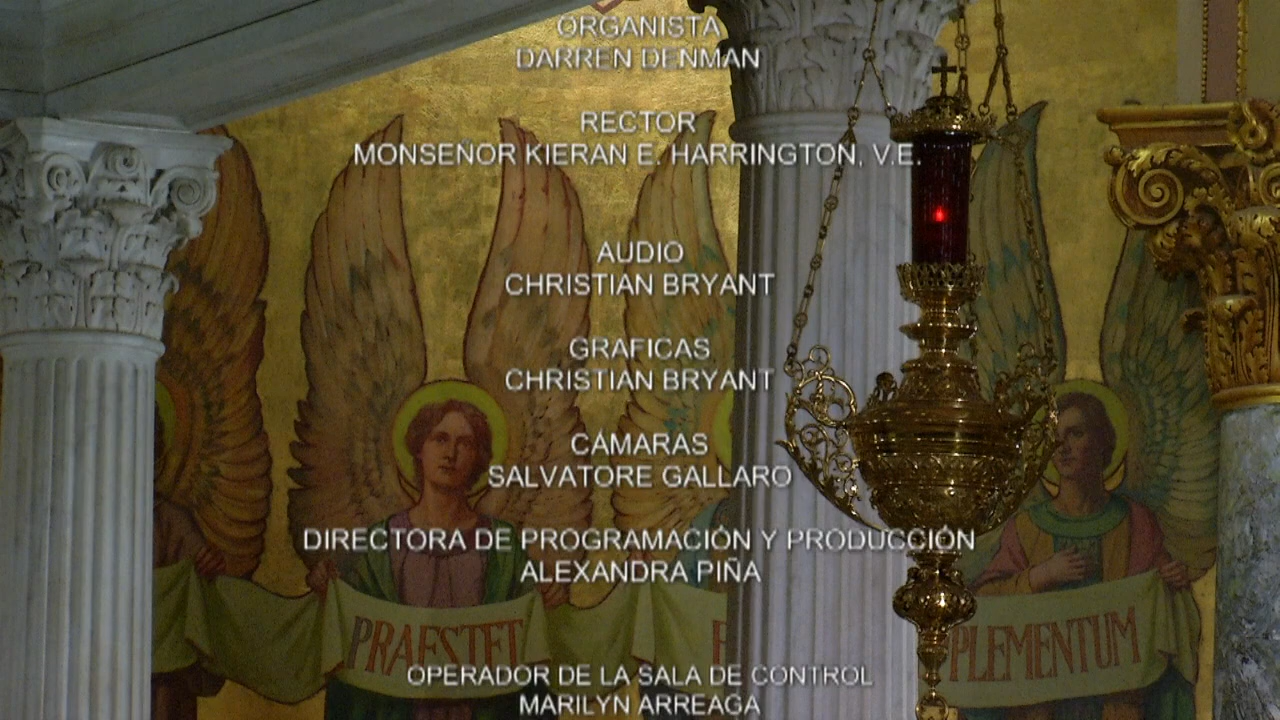 ORGANISTA
DARREN DENMAN
RECTOR
MONSEÑOR KIERAN E. HARRINGTON, V.E.
AUDIO
CHRISTIAN BRYANT
GRAFICAS
CHRISTIAN BRYANT
CÁMARAS
SALVATORE GALLARO
DIRECTORA DE PROGRAMACIÓN Y PRODUCCIÓN
ALEXANDRA PIÑA
PRAESTET
PLEMENTUM
OPERADOR DE LA SALA DE CONTROL
MARILYN ARREAGA